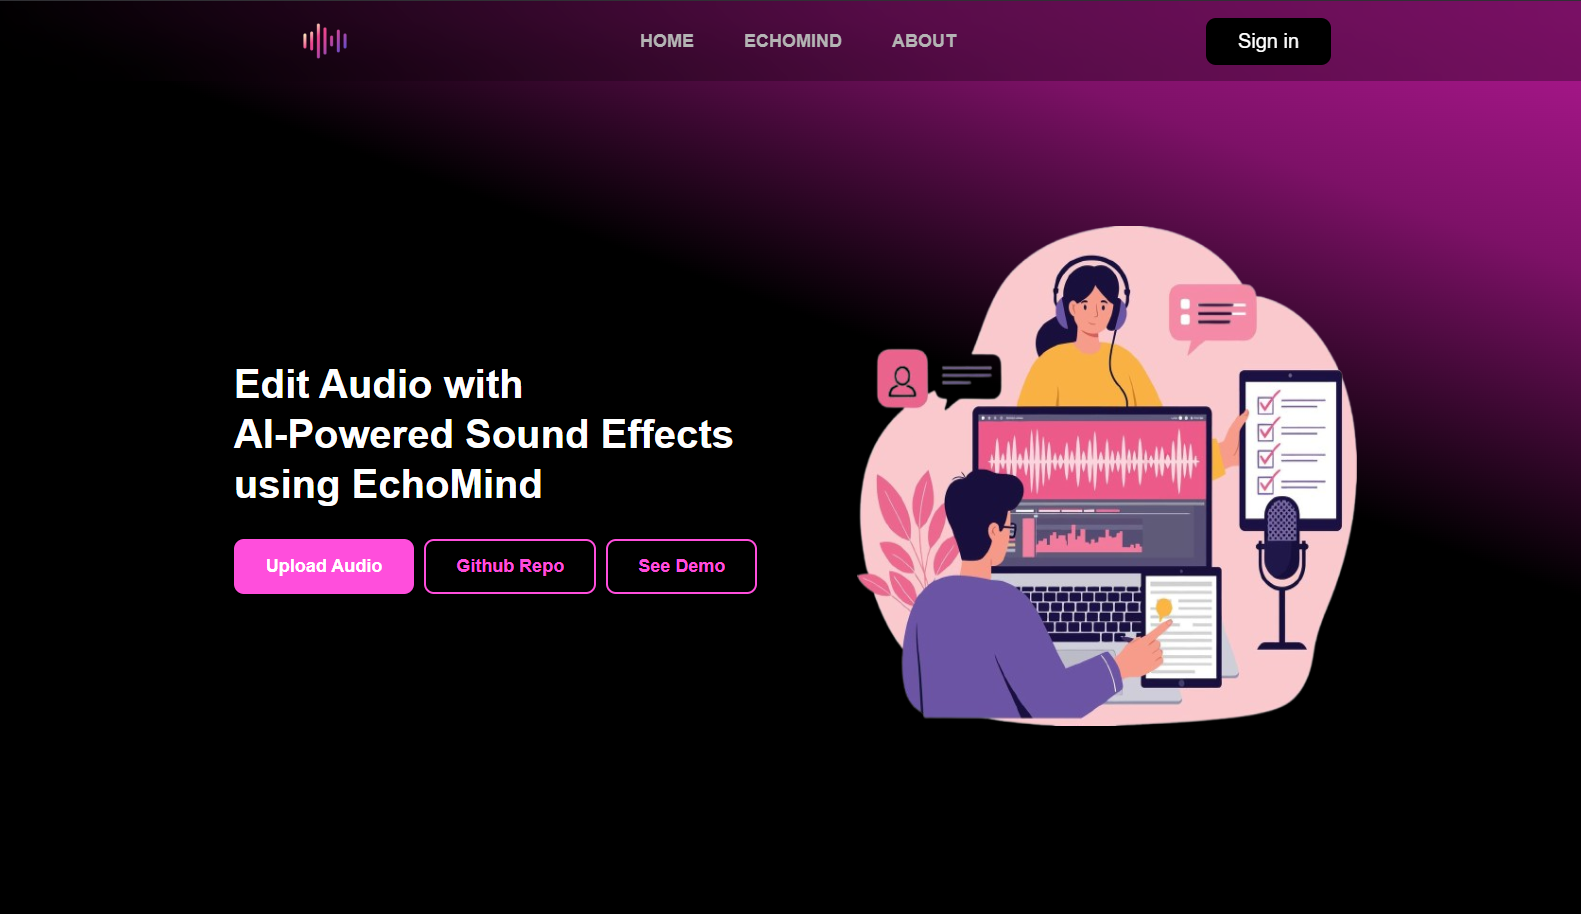 HOME
ECHOMIND
ABOUT
Sign in
Edit Audio with
AI-Powered Sound Effects
using EchoMind
Upload Audio
Github Repo
See Demo